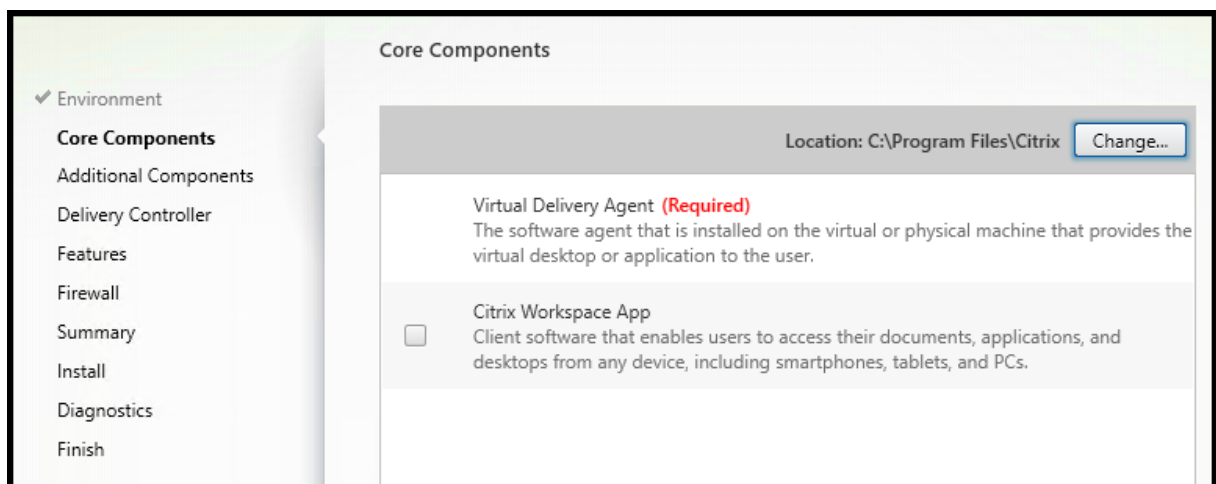 Core Components
Environment
Core Components
Additional Components
Delivery Controller
Features
Firewall
Summary
Install
Diagnostics
Finish
Location: C:\Program Files\Citrix Change...
Virtual Delivery Agent (Required)
The software agent that is installed on the virtual or physical machine that provides the
virtual desktop or application to the user.
Citrix Workspace App
Client software that enables users to access their documents, applications, and
desktops from any device, including smartphones, tablets, and PCs.